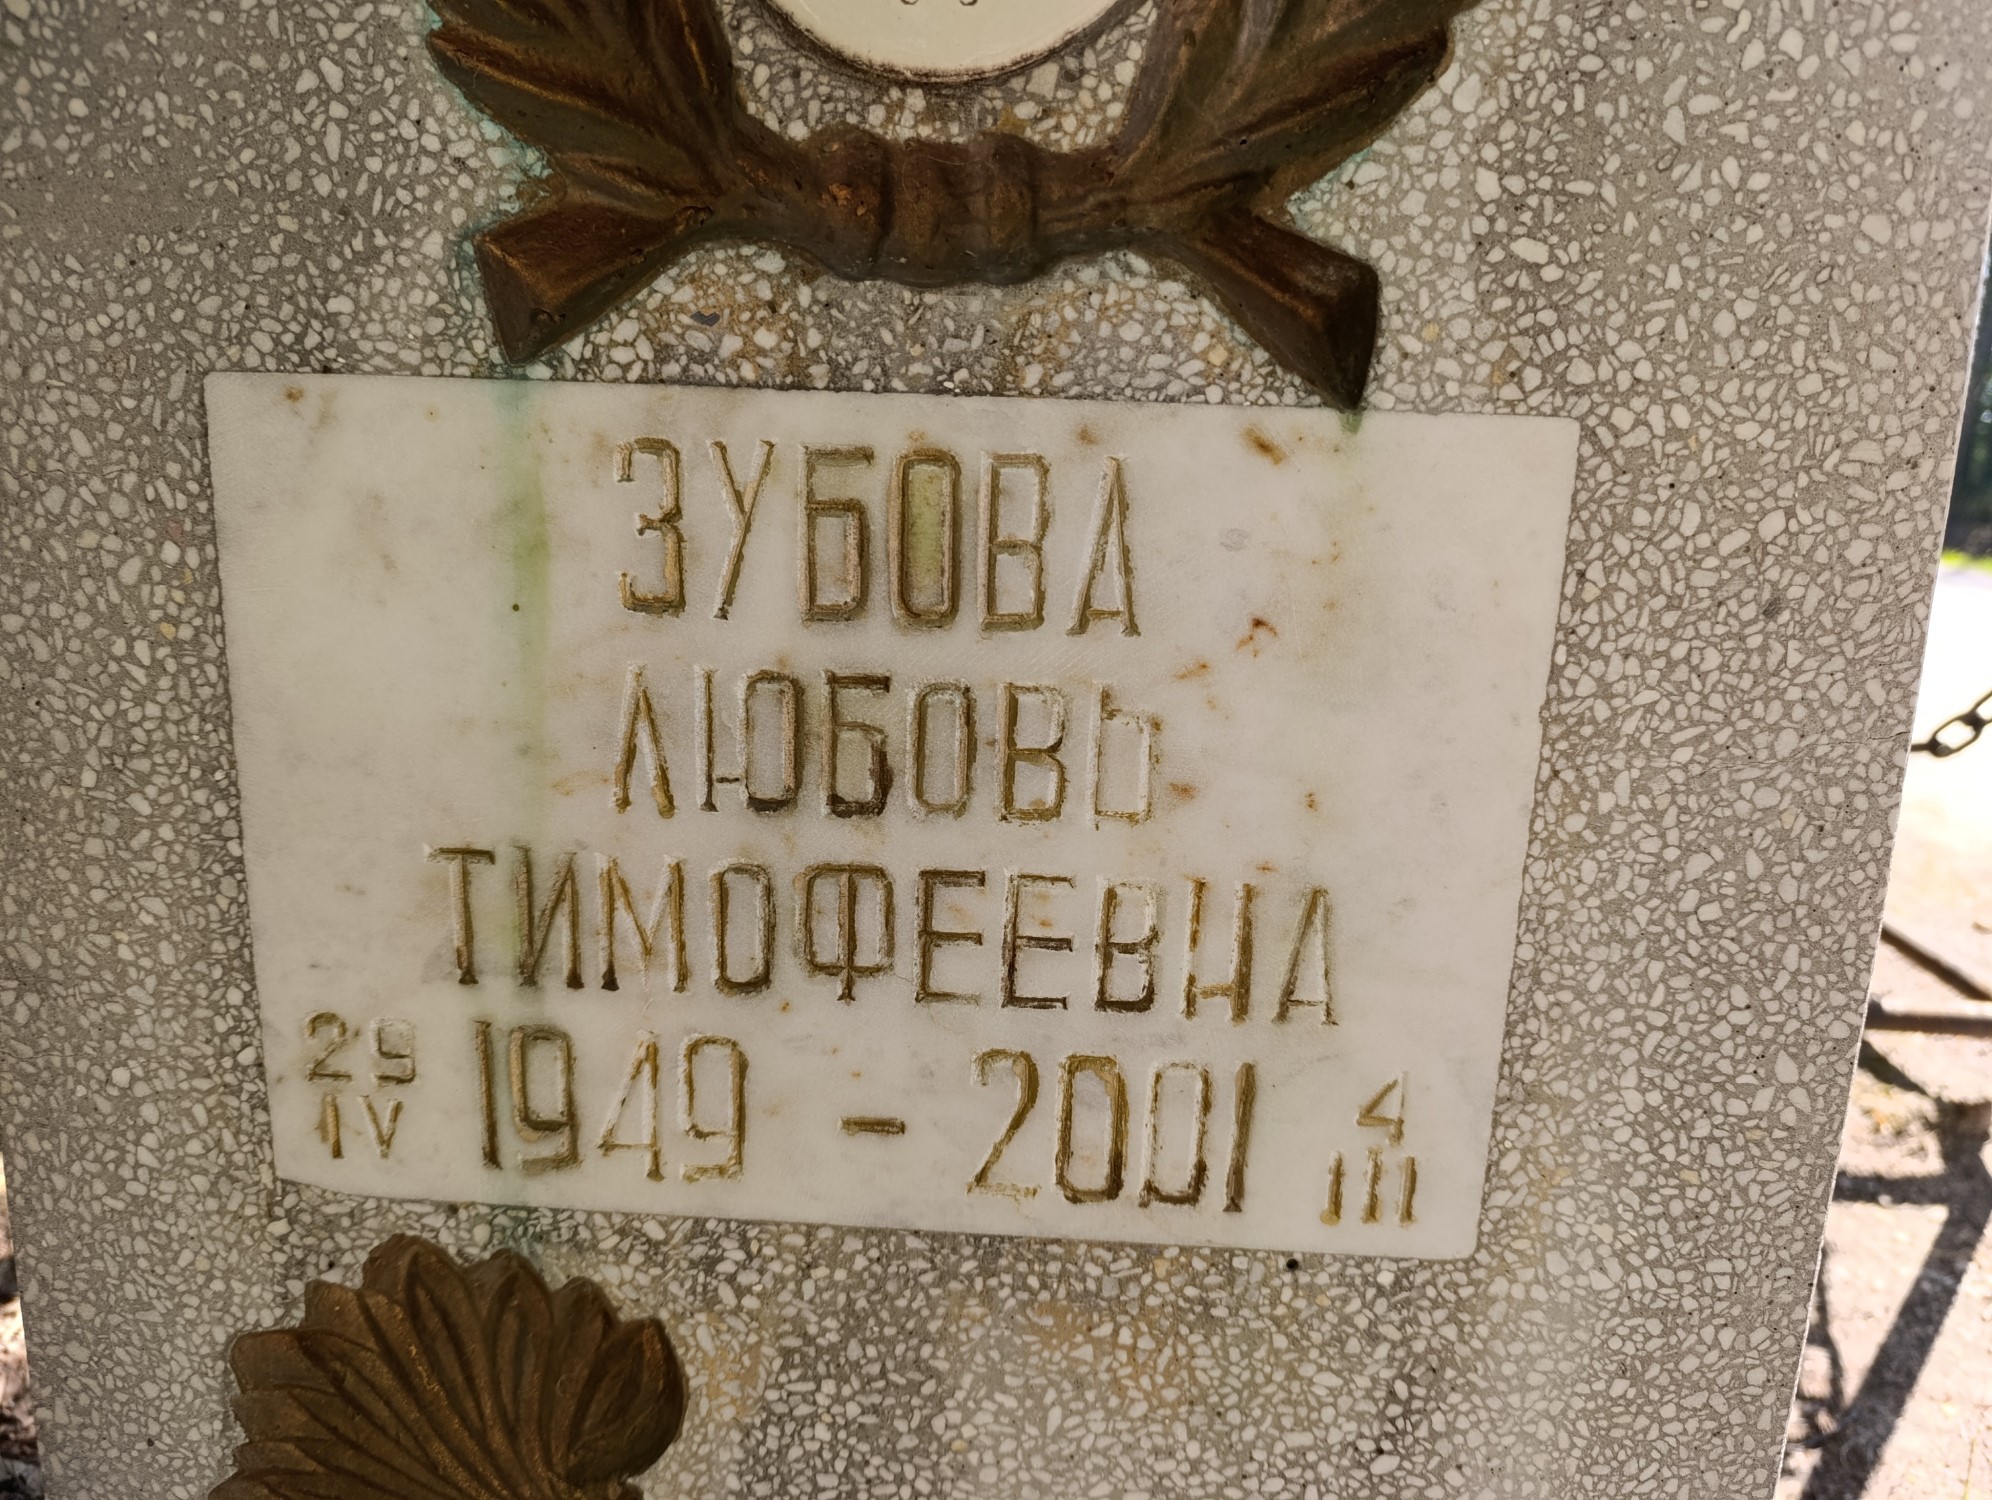 ЗУБОВА
ЛЮБОВЬ
ТИМОФЕЕВНА
29 IV 1949 - 2001 4 III